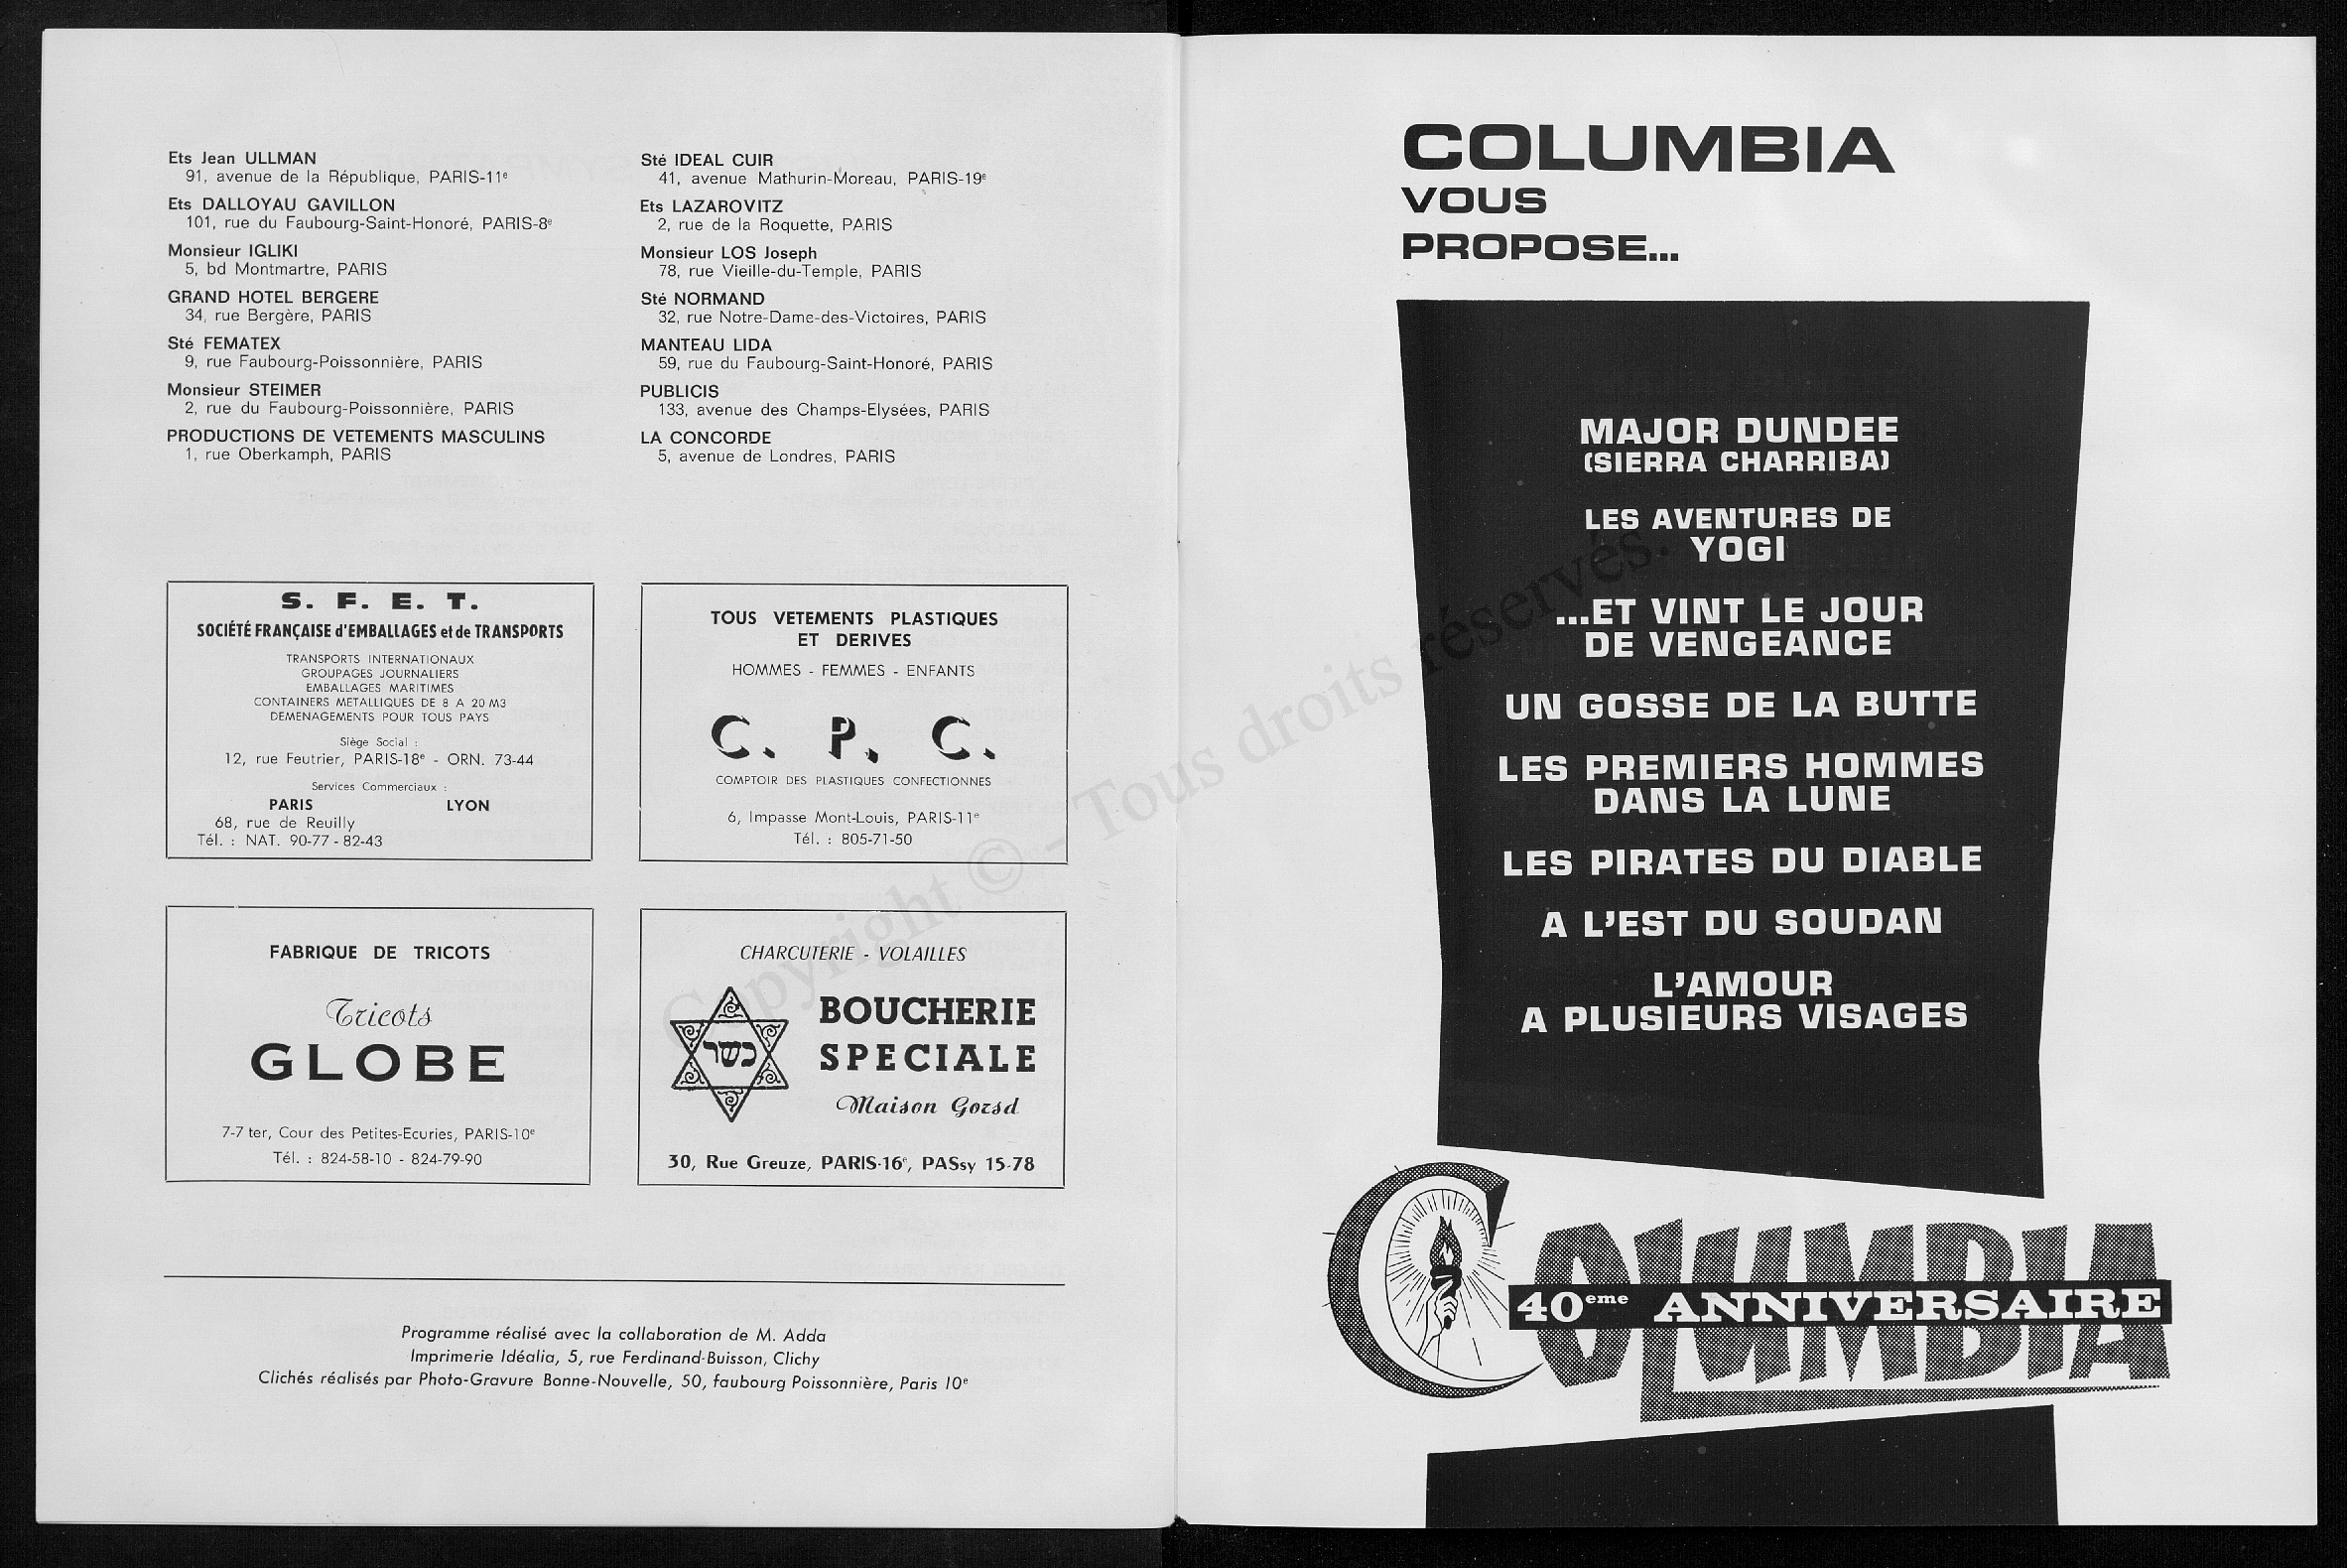 Ets Jean ULLMAN
91, avenue de la République, PARIS-11e
Ets DALLOYAU GAVILLON
101, rue du Faubourg-Saint-Honoré, PARIS-8e
Monsieur IGLIKI
5, bd Montmartre, PARIS
GRAND HOTEL BERGERE
34, rue Bergère, PARIS
Sté FEMATEX
9, rue Faubourg-Poissonnière, PARIS
Monsieur STEIMER
2, rue du Faubourg-Poissonnière, PARIS
PRODUCTIONS DE VETEMENTS MASCULINS
1, rue Oberkamph, PARIS
Sté IDEAL CUIR
41, avenue Mathurin-Moreau, PARIS-19e
Ets LAZAROVITZ
2, rue de la Roquette, PARIS
Monsieur LOS Joseph
78, rue Vieille-du-Temple, PARIS
Sté NORMAND
32, rue Notre-Dame-des-Victoires, PARIS
MANTEAU LIDA
59, rue du Faubourg-Saint-Honoré, PARIS
PUBLICIS
133, avenue des Champs-Elysées, PARIS
LA CONCORDE
5, avenue de Londres, PARIS
S. F. E. T.
SOCIÉTÉ FRANÇAISE d'EMBALLAGES et de TRANSPORTS
TRANSPORTS INTERNATIONAUX
GROUPAGES JOURNALIERS
EMBALLAGES MARITIMES
CONTAINERS METALLIQUES DE 8 A 20 M3
DEMENAGEMENTS POUR TOUS PAYS
Siège Social :
12, rue Feutrier, PARIS-18e - ORN. 73-44
Services Commerciaux :
PARIS LYON
68, rue de Reuilly
Tél. : NAT. 90-77 - 82-43
TOUS VETEMENTS PLASTIQUES
ET DERIVES
HOMMES - FEMMES - ENFANTS
C. P. C.
COMPTOIR DES PLASTIQUES CONFECTIONNES
6, Impasse Mont-Louis, PARIS-11e
Tél. : 805-71-50
FABRIQUE DE TRICOTS
Tricots
GLOBE
7-7 ter, Cour des Petites-Ecuries, PARIS-10e
Tél. : 824-58-10 - 824-79-90
CHARCUTERIE - VOLAILLES
כשר
BOUCHERIE
SPECIALE
Maison Gorsd
30, Rue Greuze, PARIS-16e, PASsy 15-78
Programme réalisé avec la collaboration de M. Adda
Imprimerie Idéalia, 5, rue Ferdinand-Buisson, Clichy
Clichés réalisés par Photo-Gravure Bonne-Nouvelle, 50, faubourg Poissonnière, Paris 10e
COLUMBIA
VOUS
PROPOSE...
MAJOR DUNDEE
(SIERRA CHARRIBA)
LES AVENTURES DE
YOGI
...ET VINT LE JOUR
DE VENGEANCE
UN GOSSE DE LA BUTTE
LES PREMIERS HOMMES
DANS LA LUNE
LES PIRATES DU DIABLE
A L'EST DU SOUDAN
L'AMOUR
A PLUSIEURS VISAGES
COLUMBIA
40eme ANNIVERSAIRE
Copyright © - Tous droits réservés.